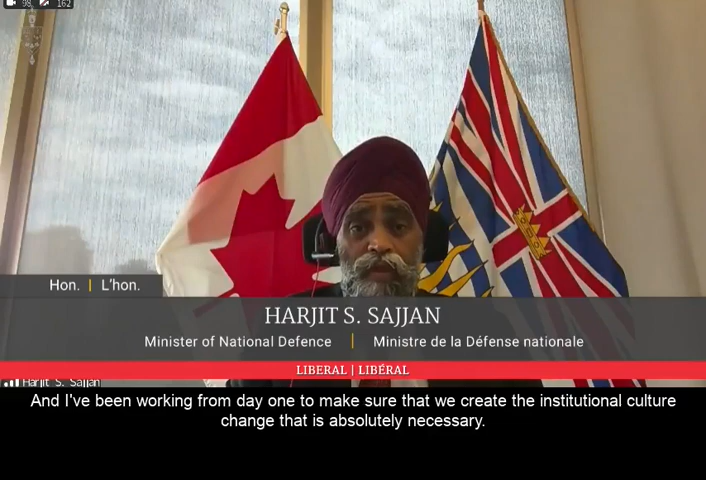 98 162
Hon. | L'hon.
HARJIT S. SAJJAN
Minister of National Defence | Ministre de la Défense nationale
LIBERAL | LIBÉRAL
Harjit S. Sajjan
And I've been working from day one to make sure that we create the institutional culture
change that is absolutely necessary.